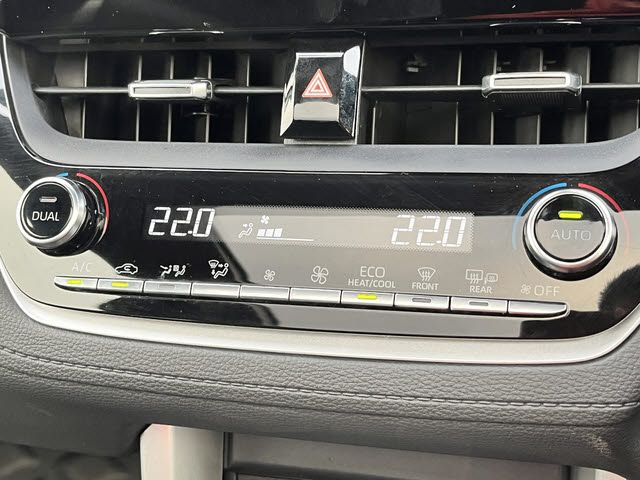 DUAL
22.0
22.0
AUTO
A/C
ECO
HEAT/COOL
FRONT
REAR
OFF